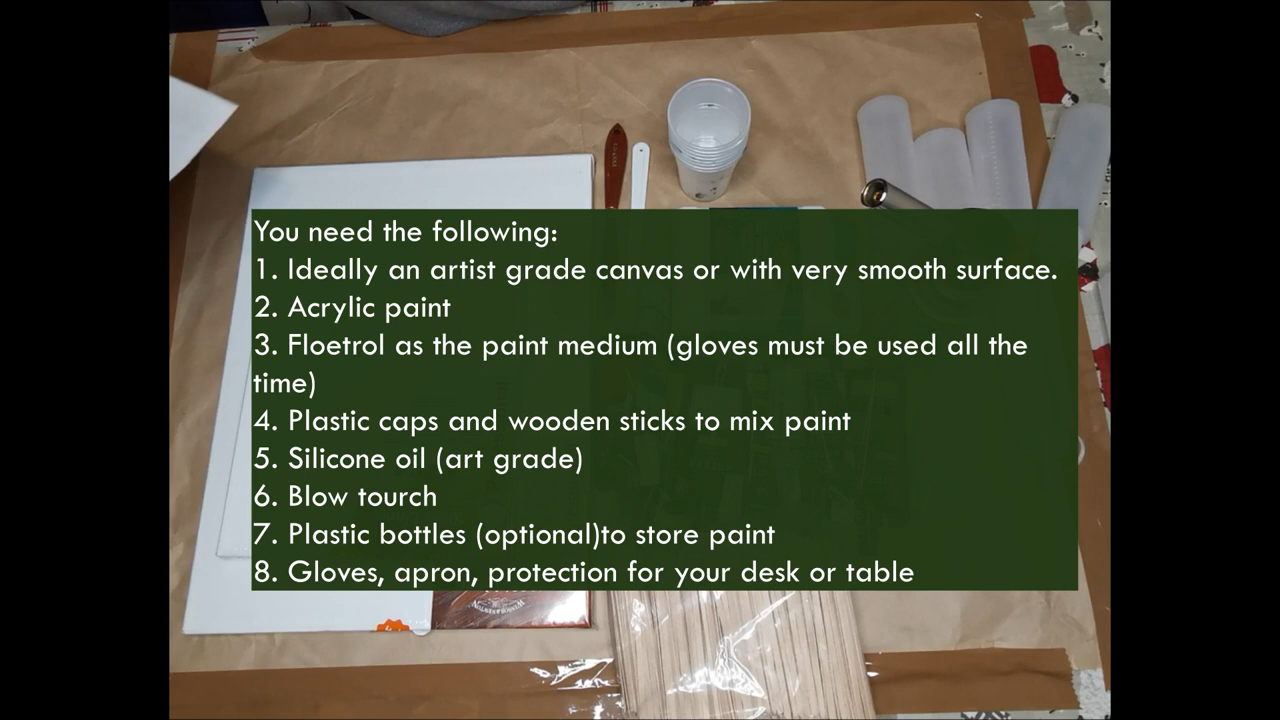 You need the following:
1. Ideally an artist grade canvas or with very smooth surface.
2. Acrylic paint
3. Floetrol as the paint medium (gloves must be used all the
time)
4. Plastic caps and wooden sticks to mix paint
5. Silicone oil (art grade)
6. Blow tourch
7. Plastic bottles (optional)to store paint
8. Gloves, apron, protection for your desk or table